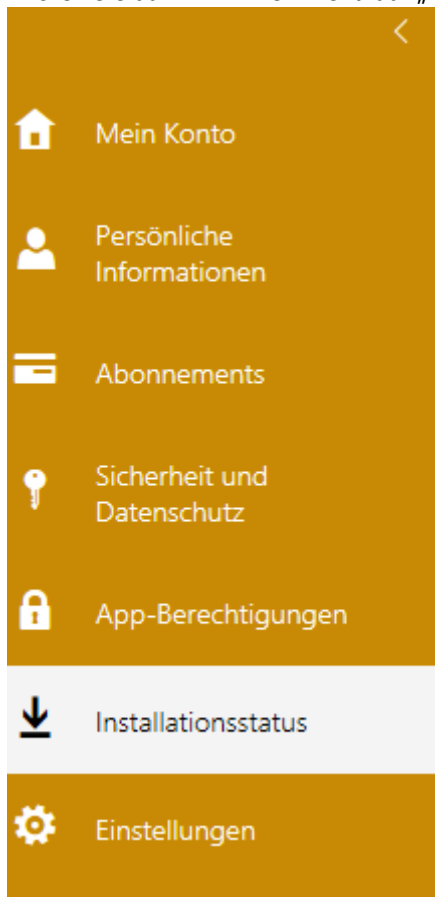 Mein Konto
Persönliche
Informationen
Abonnements
Sicherheit und
Datenschutz
App-Berechtigungen
Installationsstatus
Einstellungen